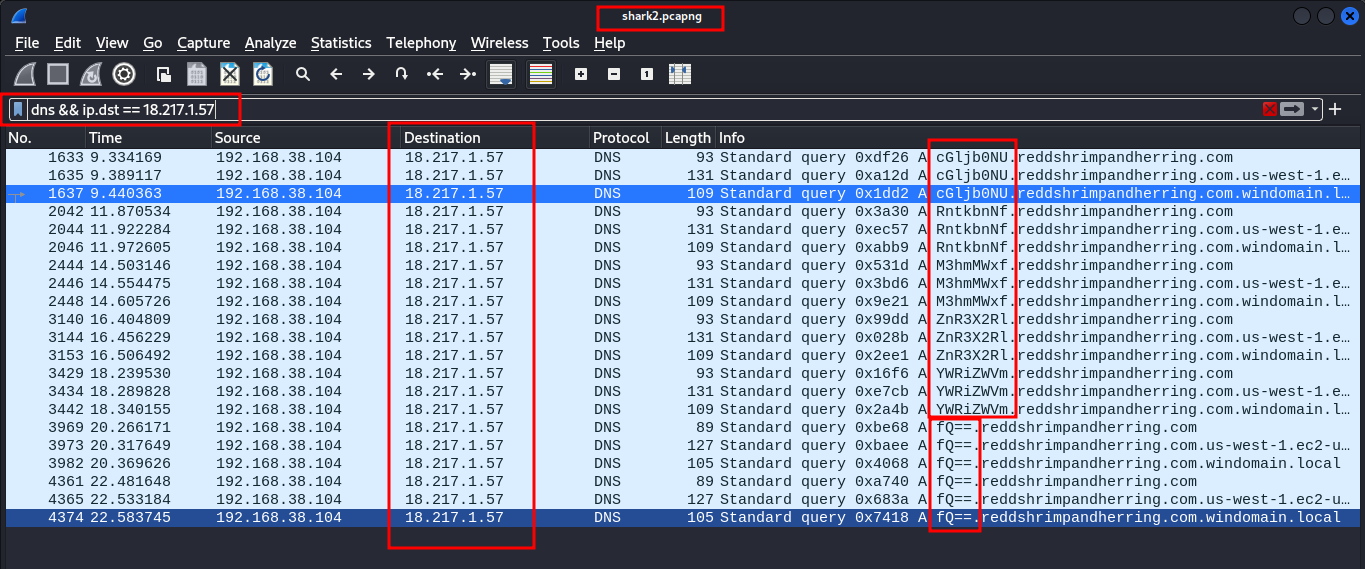 shark2.pcapng
File Edit View Go Capture Analyze Statistics Telephony Wireless Tools Help
dns && ip.dst == 18.217.1.57
No. Time Source Destination Protocol Length Info
1633 9.334169 192.168.38.104 18.217.1.57 DNS 93 Standard query 0xdf26 A cGljb0NU.reddshrimpandherring.com
1635 9.389117 192.168.38.104 18.217.1.57 DNS 131 Standard query 0xa12d A cGljb0NU.reddshrimpandherring.com.us-west-1.e…
1637 9.440363 192.168.38.104 18.217.1.57 DNS 109 Standard query 0x1dd2 A cGljb0NU.reddshrimpandherring.com.windomain.l…
2042 11.870534 192.168.38.104 18.217.1.57 DNS 93 Standard query 0x3a30 A RntkbnNf.reddshrimpandherring.com
2044 11.922284 192.168.38.104 18.217.1.57 DNS 131 Standard query 0xec57 A RntkbnNf.reddshrimpandherring.com.us-west-1.e…
2046 11.972605 192.168.38.104 18.217.1.57 DNS 109 Standard query 0xabb9 A RntkbnNf.reddshrimpandherring.com.windomain.l…
2444 14.503146 192.168.38.104 18.217.1.57 DNS 93 Standard query 0x531d A M3hmMWxf.reddshrimpandherring.com
2446 14.554475 192.168.38.104 18.217.1.57 DNS 131 Standard query 0x3bd6 A M3hmMWxf.reddshrimpandherring.com.us-west-1.e…
2448 14.605726 192.168.38.104 18.217.1.57 DNS 109 Standard query 0x9e21 A M3hmMWxf.reddshrimpandherring.com.windomain.l…
3140 16.404809 192.168.38.104 18.217.1.57 DNS 93 Standard query 0x99dd A ZnR3X2Rl.reddshrimpandherring.com
3144 16.456229 192.168.38.104 18.217.1.57 DNS 131 Standard query 0x028b A ZnR3X2Rl.reddshrimpandherring.com.us-west-1.e…
3153 16.506492 192.168.38.104 18.217.1.57 DNS 109 Standard query 0x2ee1 A ZnR3X2Rl.reddshrimpandherring.com.windomain.l…
3429 18.239530 192.168.38.104 18.217.1.57 DNS 93 Standard query 0x16f6 A YWRiZWVm.reddshrimpandherring.com
3434 18.289828 192.168.38.104 18.217.1.57 DNS 131 Standard query 0xe7cb A YWRiZWVm.reddshrimpandherring.com.us-west-1.e…
3442 18.340155 192.168.38.104 18.217.1.57 DNS 109 Standard query 0x2a4b A YWRiZWVm.reddshrimpandherring.com.windomain.l…
3969 20.266171 192.168.38.104 18.217.1.57 DNS 89 Standard query 0xbe68 A fQ==.reddshrimpandherring.com
3973 20.317649 192.168.38.104 18.217.1.57 DNS 127 Standard query 0xbaee A fQ==.reddshrimpandherring.com.us-west-1.ec2-u…
3982 20.369626 192.168.38.104 18.217.1.57 DNS 105 Standard query 0x4068 A fQ==.reddshrimpandherring.com.windomain.local
4361 22.481648 192.168.38.104 18.217.1.57 DNS 89 Standard query 0xa740 A fQ==.reddshrimpandherring.com
4365 22.533184 192.168.38.104 18.217.1.57 DNS 127 Standard query 0x683a A fQ==.reddshrimpandherring.com.us-west-1.ec2-u…
4374 22.583745 192.168.38.104 18.217.1.57 DNS 105 Standard query 0x7418 A fQ==.reddshrimpandherring.com.windomain.local